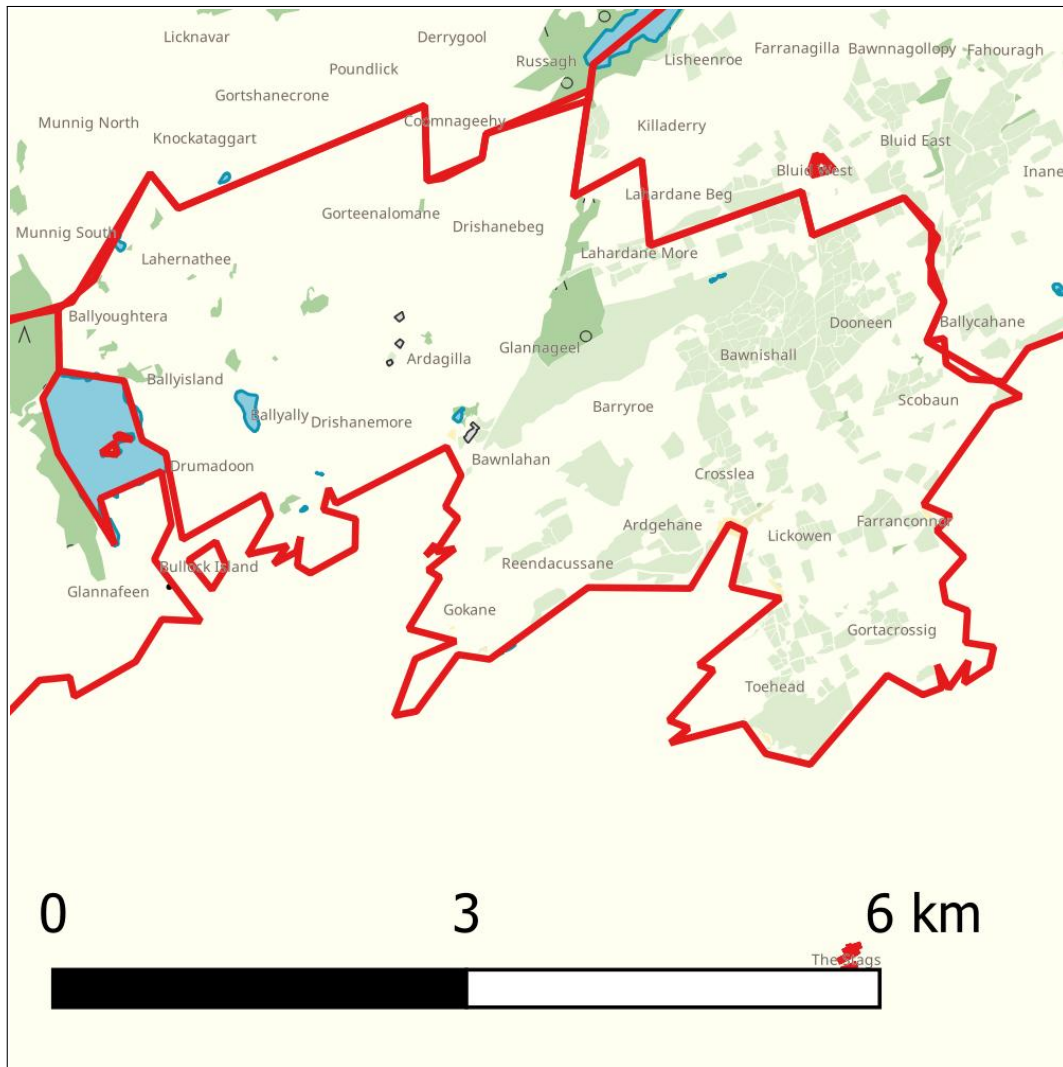 Licknavar
Derrygool
Farranagilla
Bawnnagollopy
Fahouragh
Russagh
Lisheenroe
Poundlick
Gortshanecrone
Munnig North
Coomnageehy
Killaderry
Knockataggart
Bluid East
Bluid West
Inane
Lahardane Beg
Gorteenalomane
Drishanebeg
Munnig South
Lahardane More
Lahernathee
Ballyoughtera
Dooneen
Ballycahane
Glannageel
Ardagilla
Bawnishall
Ballyisland
Scobaun
Barryroe
Ballyally
Drishanemore
Bawnlahan
Drumadoon
Crosslea
Ardgehane
Farranconnor
Lickowen
Reendacussane
Bullock Island
Glannafeen
Gokane
Gortacrossig
Toehead
0 3 6 km
The Stags